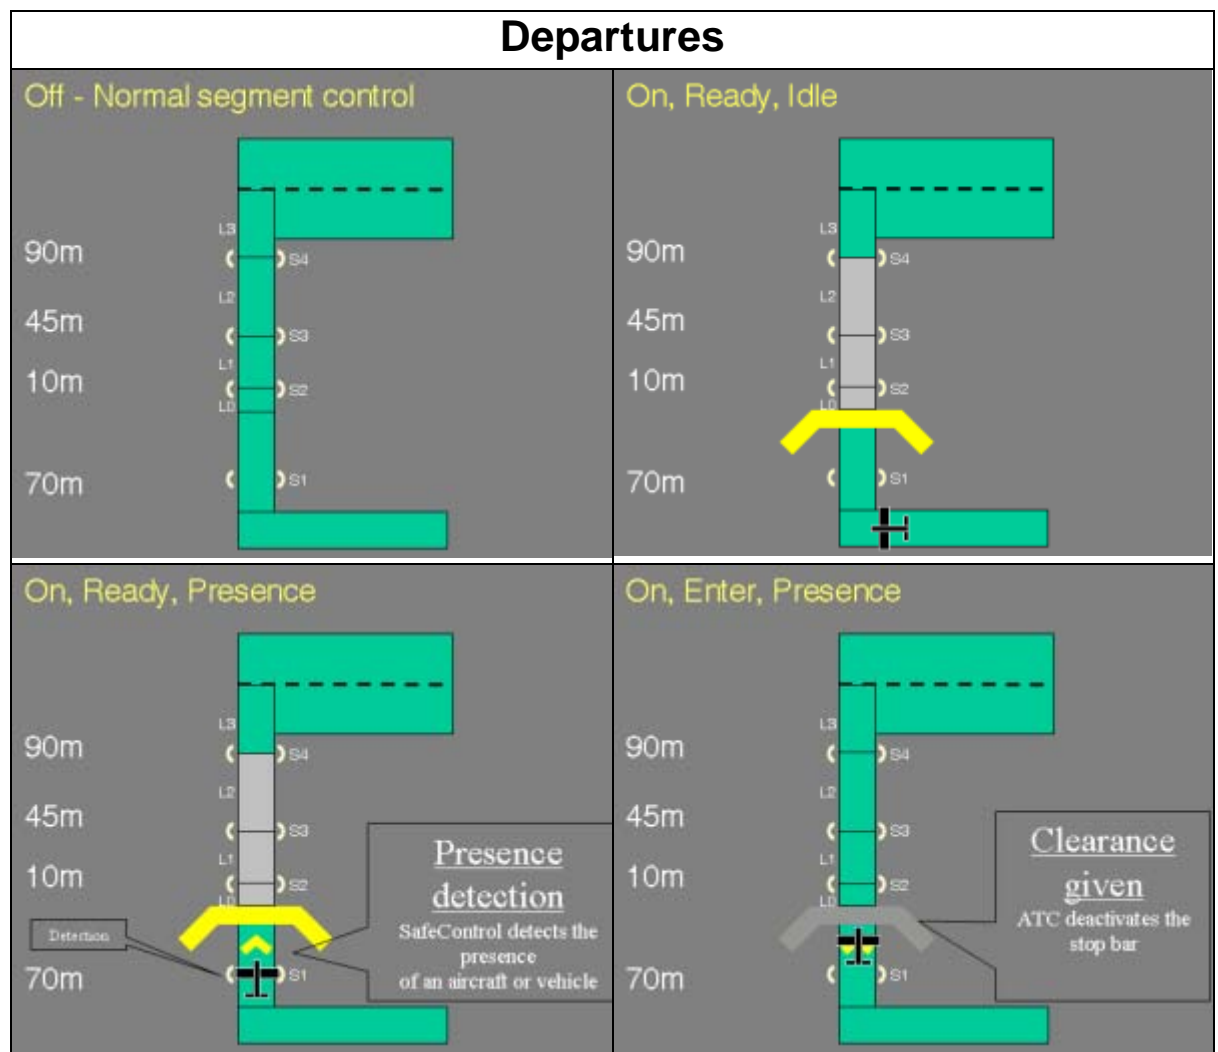 Departures
Off - Normal segment control
L3
90m
S4
L2
45m
S3
L1
10m
S2
L0
70m
S1
On, Ready, Idle
L3
90m
S4
L2
45m
S3
L1
10m
S2
L0
70m
S1
On, Ready, Presence
L3
90m
S4
L2
45m
S3
L1
10m
S2
L0
70m
S1
Detection
Presence
detection
SafeControl detects the
presence
of an aircraft or vehicle
On, Enter, Presence
L3
90m
S4
L2
45m
S3
L1
10m
S2
L0
70m
S1
Clearance
given
ATC deactivates the
stop bar